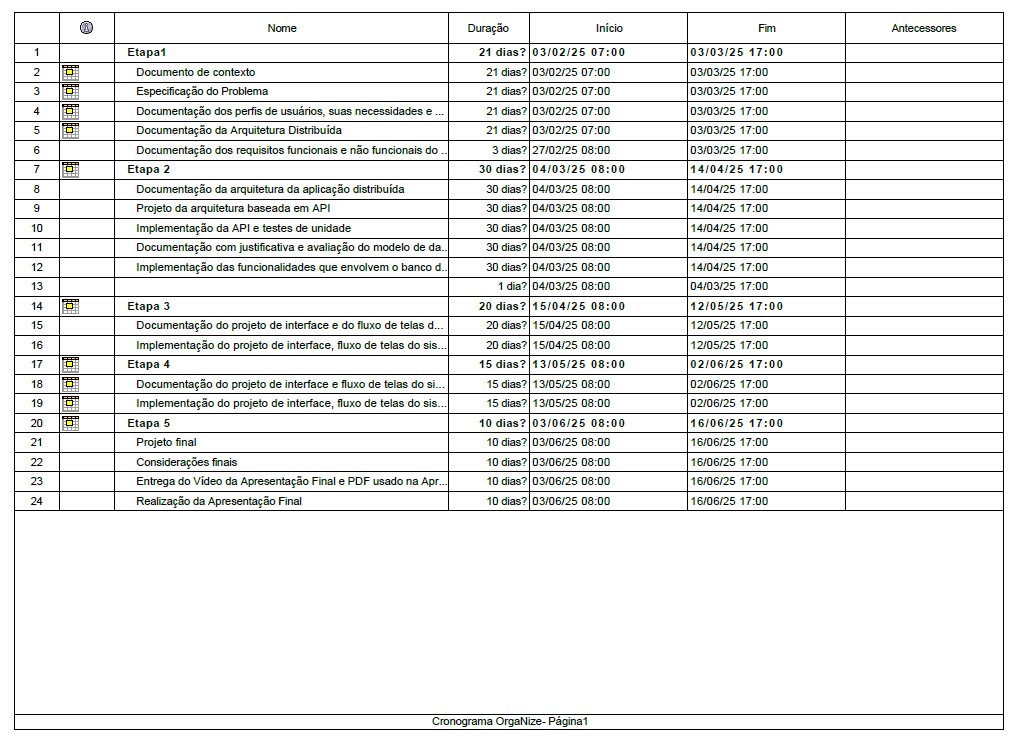 Nome Duração Início Fim Antecessores
1 Etapa1 21 dias? 03/02/25 07:00 03/03/25 17:00
2 Documento de contexto 21 dias? 03/02/25 07:00 03/03/25 17:00
3 Especificação do Problema 21 dias? 03/02/25 07:00 03/03/25 17:00
4 Documentação dos perfis de usuários, suas necessidades e ... 21 dias? 03/02/25 07:00 03/03/25 17:00
5 Documentação da Arquitetura Distribuída 21 dias? 03/02/25 07:00 03/03/25 17:00
6 Documentação dos requisitos funcionais e não funcionais do .. 3 dias? 27/02/25 08:00 03/03/25 17:00
7 Etapa 2 30 dias? 04/03/25 08:00 14/04/25 17:00
8 Documentação da arquitetura da aplicação distribuída 30 dias? 04/03/25 08:00 14/04/25 17:00
9 Projeto da arquitetura baseada em API 30 dias? 04/03/25 08:00 14/04/25 17:00
10 Implementação da API e testes de unidade 30 dias? 04/03/25 08:00 14/04/25 17:00
11 Documentação com justificativa e avaliação do modelo de da.. 30 dias? 04/03/25 08:00 14/04/25 17:00
12 Implementação das funcionalidades que envolvem o banco d.. 30 dias? 04/03/25 08:00 14/04/25 17:00
13 1 dia? 04/03/25 08:00 04/03/25 17:00
14 Etapa 3 20 dias? 15/04/25 08:00 12/05/25 17:00
15 Documentação do projeto de interface e do fluxo de telas d... 20 dias? 15/04/25 08:00 12/05/25 17:00
16 Implementação do projeto de interface, fluxo de telas do sis... 20 dias? 15/04/25 08:00 12/05/25 17:00
17 Etapa 4 15 dias? 13/05/25 08:00 02/06/25 17:00
18 Documentação do projeto de interface e fluxo de telas do si... 15 dias? 13/05/25 08:00 02/06/25 17:00
19 Implementação do projeto de interface, fluxo de telas do sis... 15 dias? 13/05/25 08:00 02/06/25 17:00
20 Etapa 5 10 dias? 03/06/25 08:00 16/06/25 17:00
21 Projeto final 10 dias? 03/06/25 08:00 16/06/25 17:00
22 Considerações finais 10 dias? 03/06/25 08:00 16/06/25 17:00
23 Entrega do Vídeo da Apresentação Final e PDF usado na Apr... 10 dias? 03/06/25 08:00 16/06/25 17:00
24 Realização da Apresentação Final 10 dias? 03/06/25 08:00 16/06/25 17:00
Cronograma OrgaNize- Página1